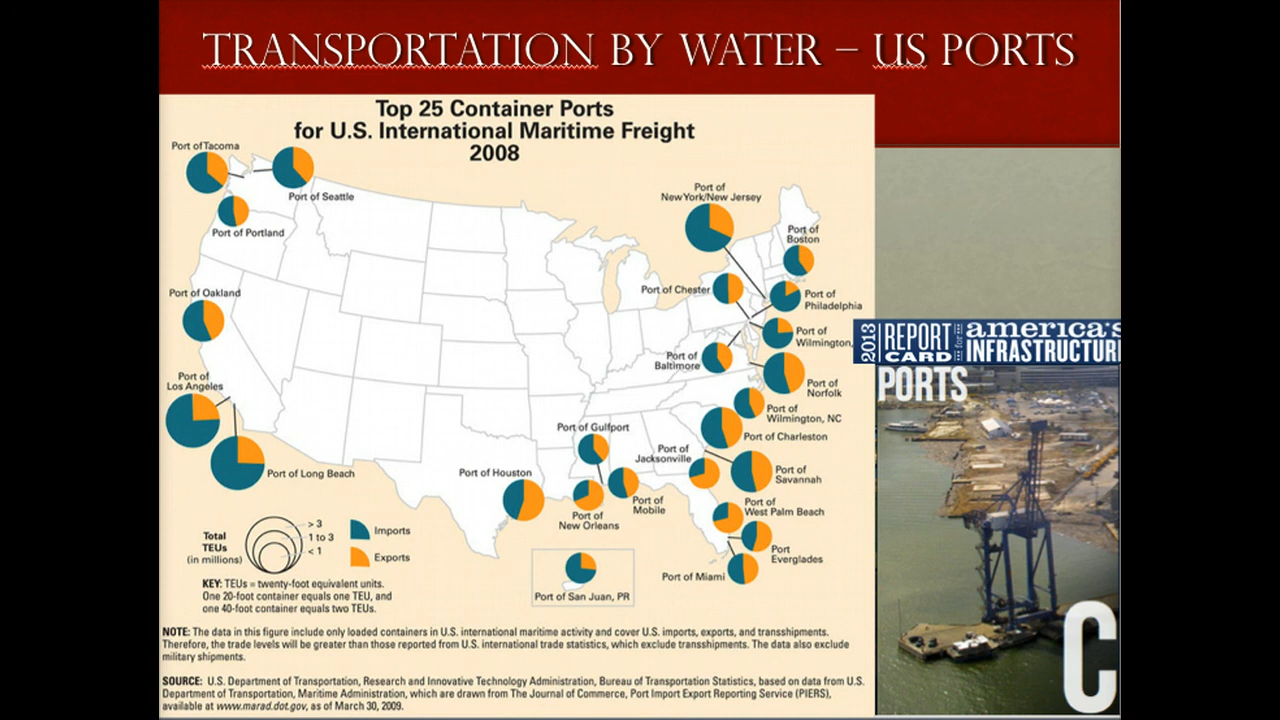 TRANSPORTATION BY WATER – US PORTS
Top 25 Container Ports
for U.S. International Maritime Freight
2008
Port of Tacoma
Port of Seattle
Port of Portland
Port of Oakland
Port of
Los Angeles
Port of Long Beach
Port of
New York/New Jersey
Port of
Boston
Port of Chester
Port of
Philadelphia
Port of
Wilmington,
Port of
Baltimore
Port of
Norfolk
Port of
Wilmington, NC
Port of Charleston
Port of Gulfport
Port of
Jacksonville
Port of
Savannah
Port of Houston
Port of
New Orleans
Port of
Mobile
Port of
West Palm Beach
Port
Everglades
Port of Miami
Port of San Juan, PR
Total
TEUs
(in millions)
> 3
1 to 3
< 1
Imports
Exports
KEY: TEUs = twenty-foot equivalent units.
One 20-foot container equals one TEU, and
one 40-foot container equals two TEUs.
NOTE: The data in this figure include only loaded containers in U.S. international maritime activity and cover U.S. imports, exports, and transshipments.
Therefore, the trade levels will be greater than those reported from U.S. international trade statistics, which exclude transshipments. The data also exclude
military shipments.
SOURCE: U.S. Department of Transportation, Research and Innovative Technology Administration, Bureau of Transportation Statistics, based on data from U.S.
Department of Transportation, Maritime Administration, which are drawn from The Journal of Commerce, Port Import Export Reporting Service (PIERS),
available at www.marad.dot.gov, as of March 30, 2009.
2013
REPORT
CARD
for
america's
INFRASTRUCTUR
PORTS
C